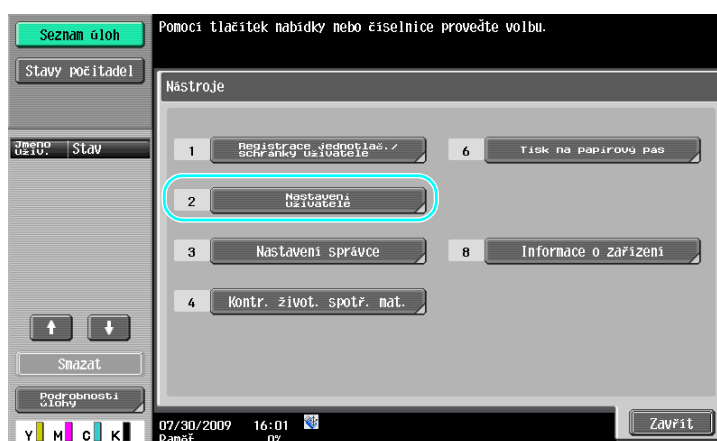 Seznam úloh
Stavy počitadel
Jméno uživ.
Stav
Smazat
Podrobnosti úlohy
Y M C K
Pomocí tlačítek nabídky nebo číselnice proveďte volbu.
Nástroje
1 Registrace jednotlač./
schránky uživatele
2 Nastavení
uživatele
3 Nastavení správce
4 Kontr. život. spotř. mat.
6 Tisk na papírový pás
8 Informace o zařízení
07/30/2009 16:01
Paměť 0%
Zavřít